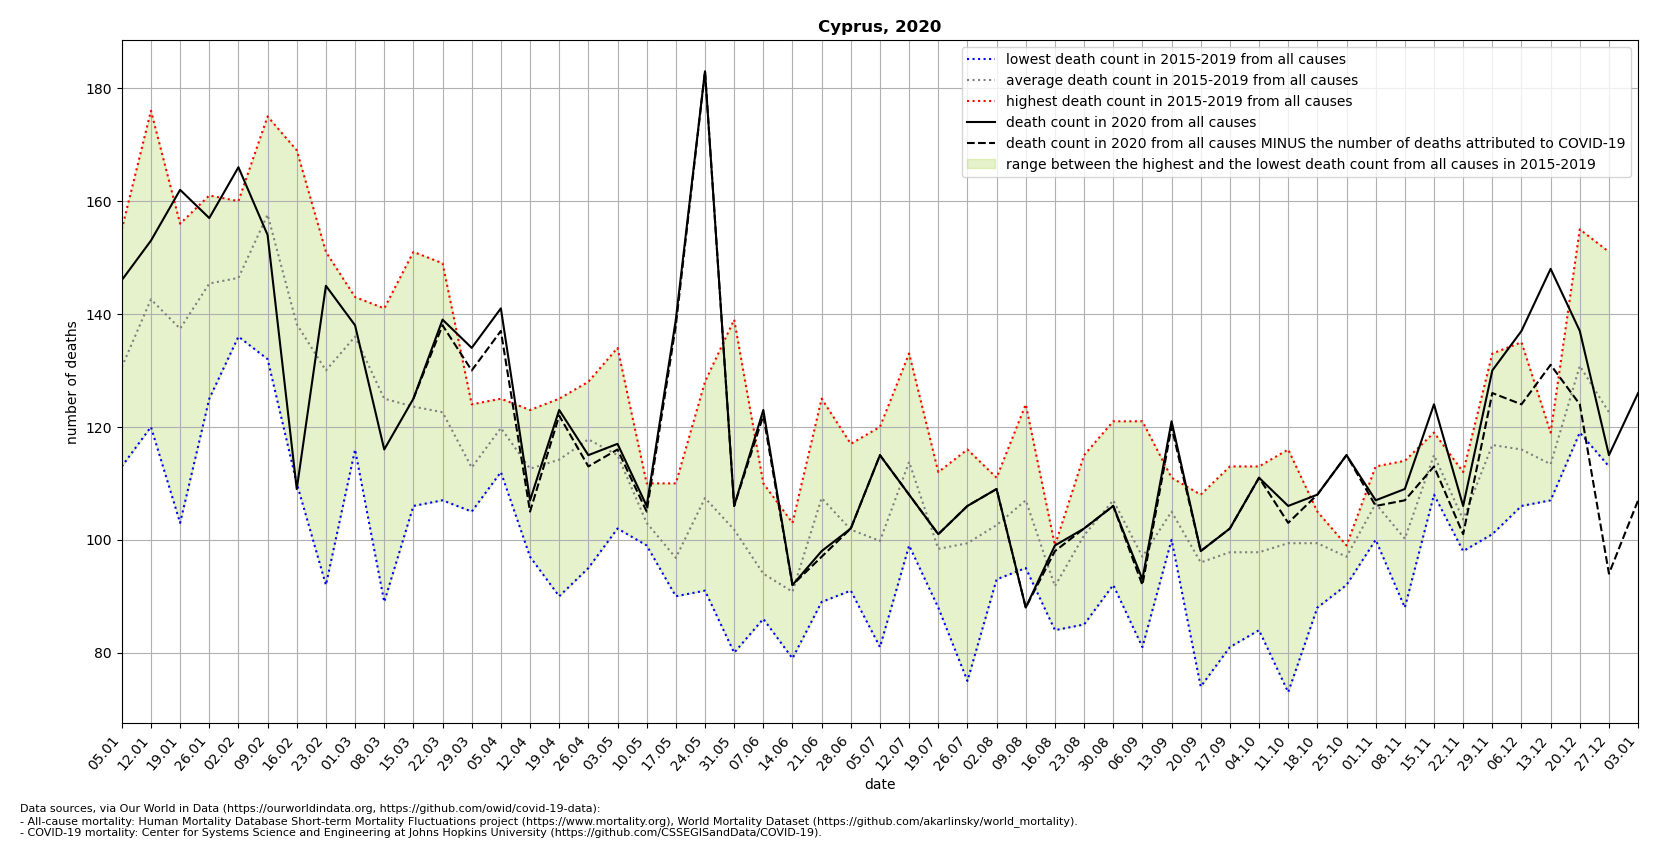 Cyprus, 2020
lowest death count in 2015-2019 from all causes
average death count in 2015-2019 from all causes
highest death count in 2015-2019 from all causes
death count in 2020 from all causes
death count in 2020 from all causes MINUS the number of deaths attributed to COVID-19
range between the highest and the lowest death count from all causes in 2015-2019
number of deaths
180
160
140
120
100
80
05.01 12.01 19.01 26.01 02.02 09.02 16.02 23.02 01.03 08.03 15.03 22.03 29.03 05.04 12.04 19.04 26.04 03.05 10.05 17.05 24.05 31.05 07.06 14.06 21.06 28.06 05.07 12.07 19.07 26.07 02.08 09.08 16.08 23.08 30.08 06.09 13.09 20.09 27.09 04.10 11.10 18.10 25.10 01.11 08.11 15.11 22.11 29.11 06.12 13.12 20.12 27.12 03.01
date
Data sources, via Our World in Data (https://ourworldindata.org, https://github.com/owid/covid-19-data):
- All-cause mortality: Human Mortality Database Short-term Mortality Fluctuations project (https://www.mortality.org), World Mortality Dataset (https://github.com/akarlinsky/world_mortality).
- COVID-19 mortality: Center for Systems Science and Engineering at Johns Hopkins University (https://github.com/CSSEGISandData/COVID-19).